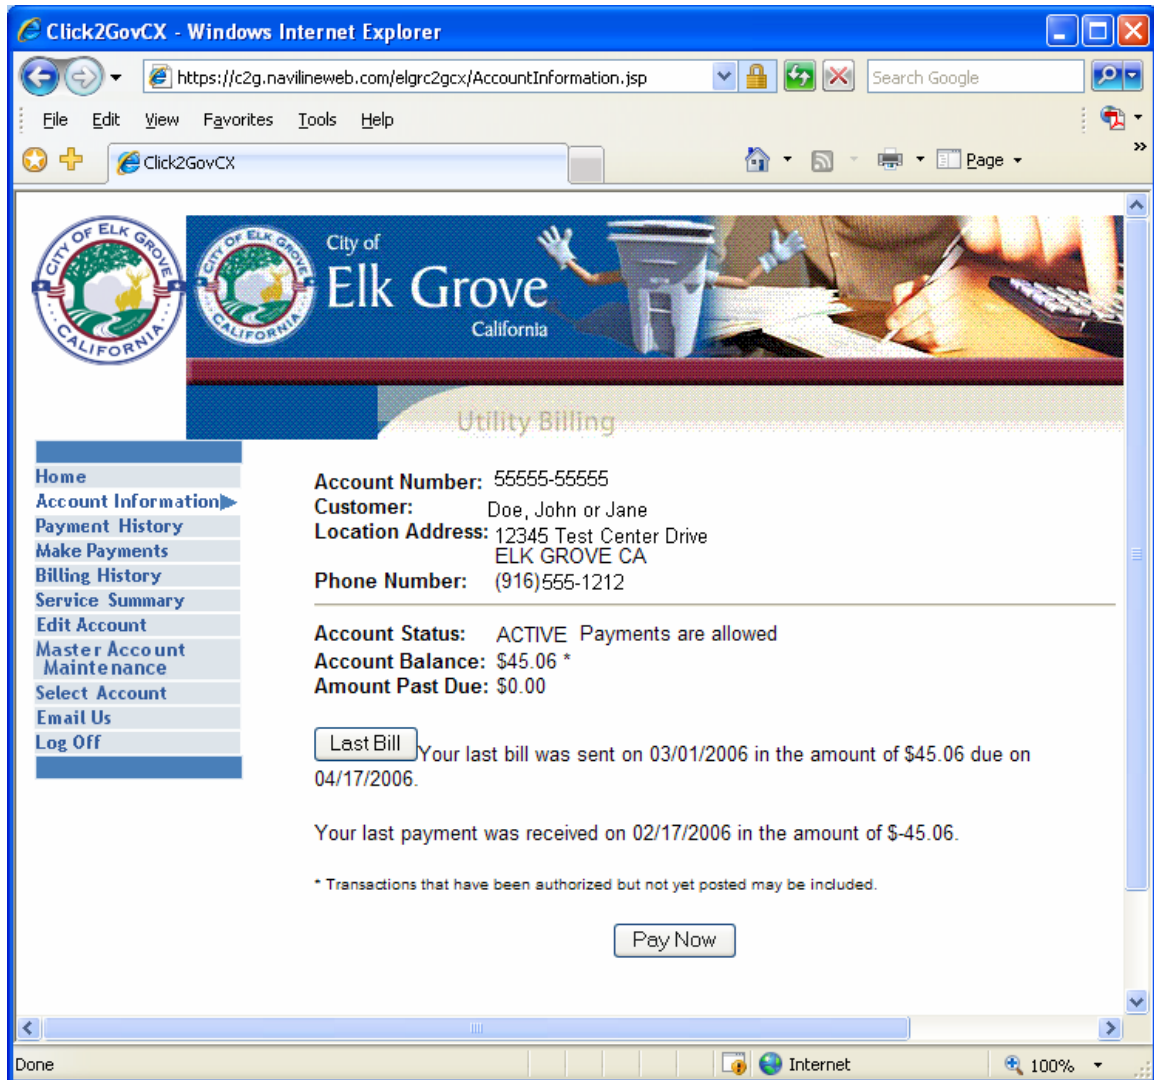 Click2GovCX - Windows Internet Explorer
https://c2g.navilineweb.com/elgrc2gcx/AccountInformation.jsp
Search Google
File Edit View Favorites Tools Help
Click2GovCX
Page
»
CITY OF ELK GROVE
CALIFORNIA
CITY OF ELK GROVE
CALIFORNIA
City of
Elk Grove
California
Utility Billing
Home
Account Information
Payment History
Make Payments
Billing History
Service Summary
Edit Account
Master Account
Maintenance
Select Account
Email Us
Log Off
Account Number: 55555-55555
Customer: Doe, John or Jane
Location Address: 12345 Test Center Drive
ELK GROVE CA
Phone Number: (916)555-1212
Account Status: ACTIVE Payments are allowed
Account Balance: $45.06 *
Amount Past Due: $0.00
Last Bill Your last bill was sent on 03/01/2006 in the amount of $45.06 due on
04/17/2006.
Your last payment was received on 02/17/2006 in the amount of $-45.06.
* Transactions that have been authorized but not yet posted may be included.
Pay Now
Done
Internet
100%